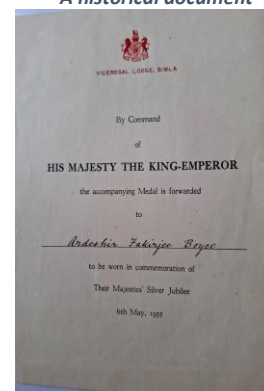 A historical document
VICEREGAL LODGE, SIMLA
By Command
of
HIS MAJESTY THE KING-EMPEROR
the accompanying Medal is forwarded
to
Ardeshir Fakirjee Boyce
to be worn in commemoration of
Their Majesties' Silver Jubilee
6th May, 1935